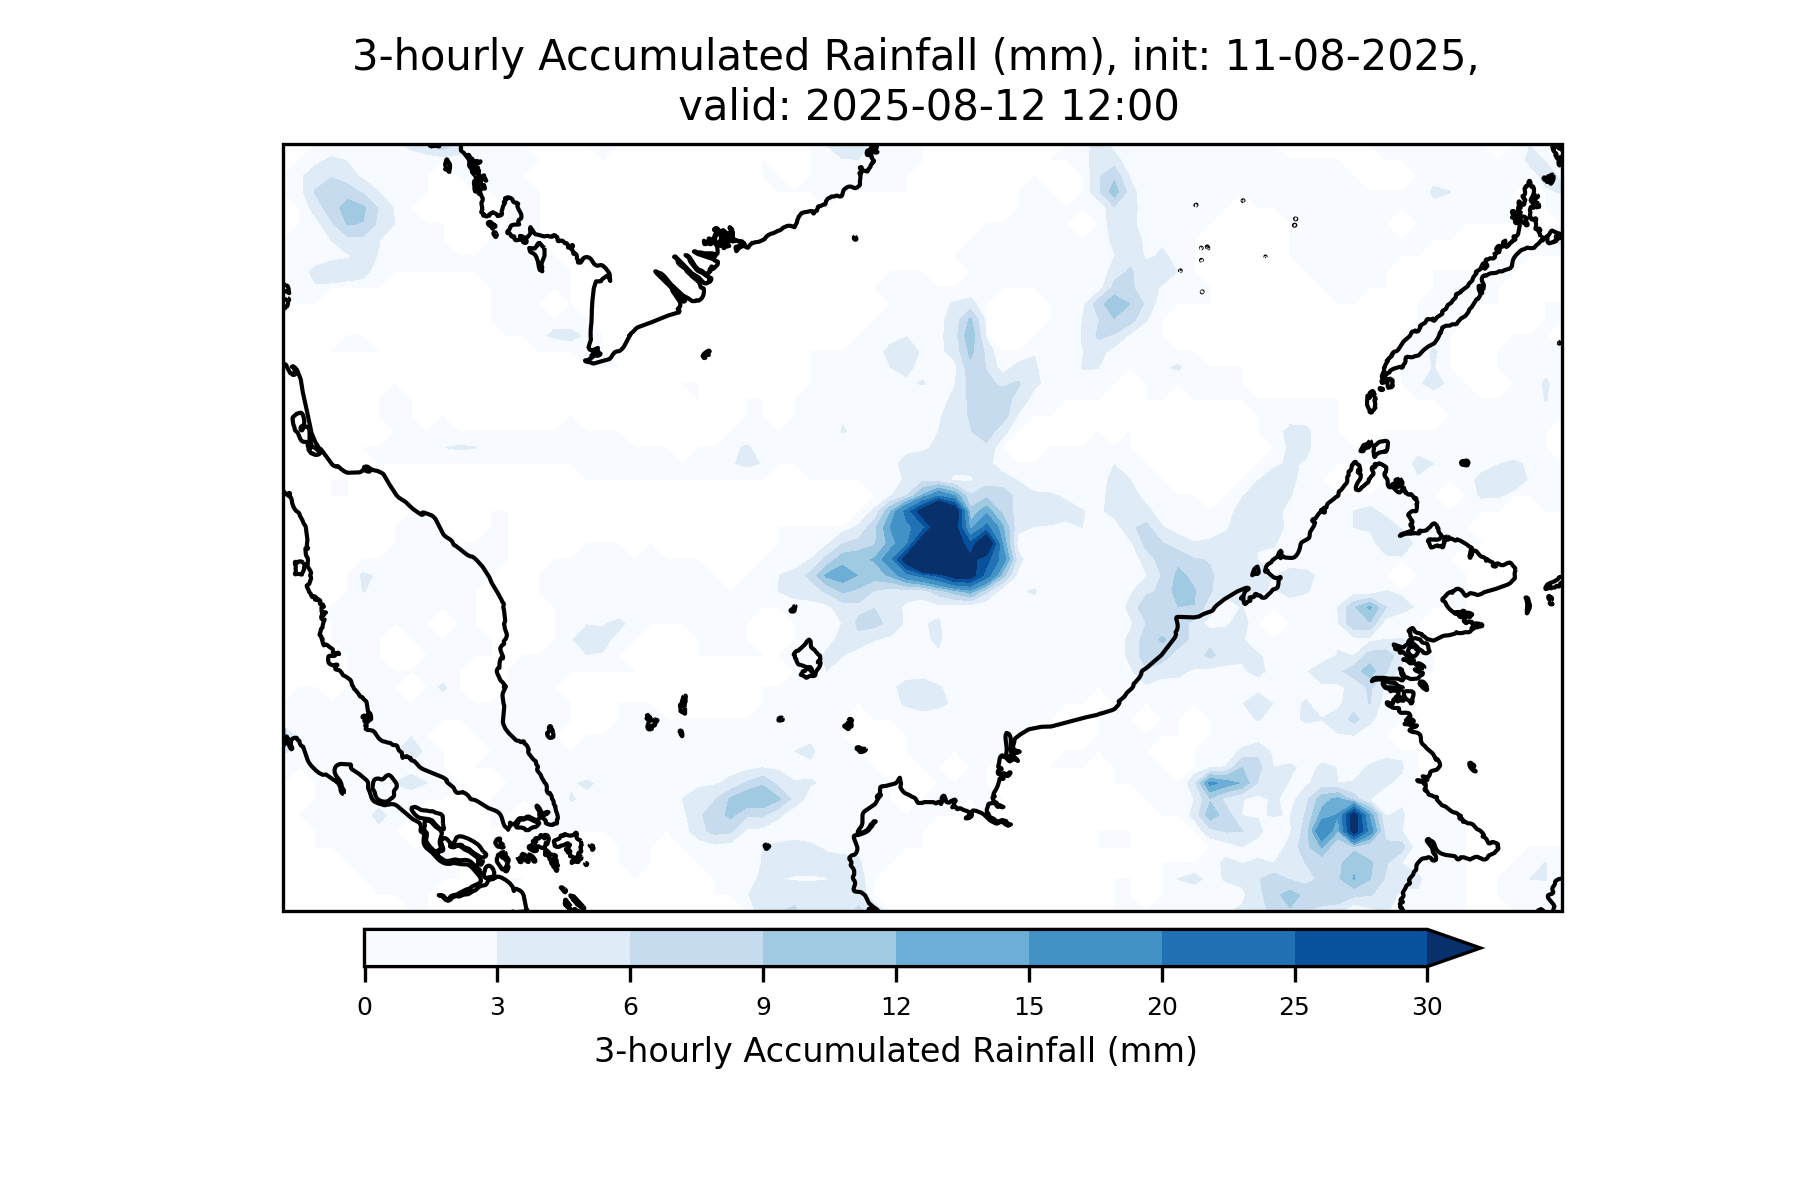 3-hourly Accumulated Rainfall (mm), init: 11-08-2025,
valid: 2025-08-12 12:00
0 3 6 9 12 15 20 25 30
3-hourly Accumulated Rainfall (mm)